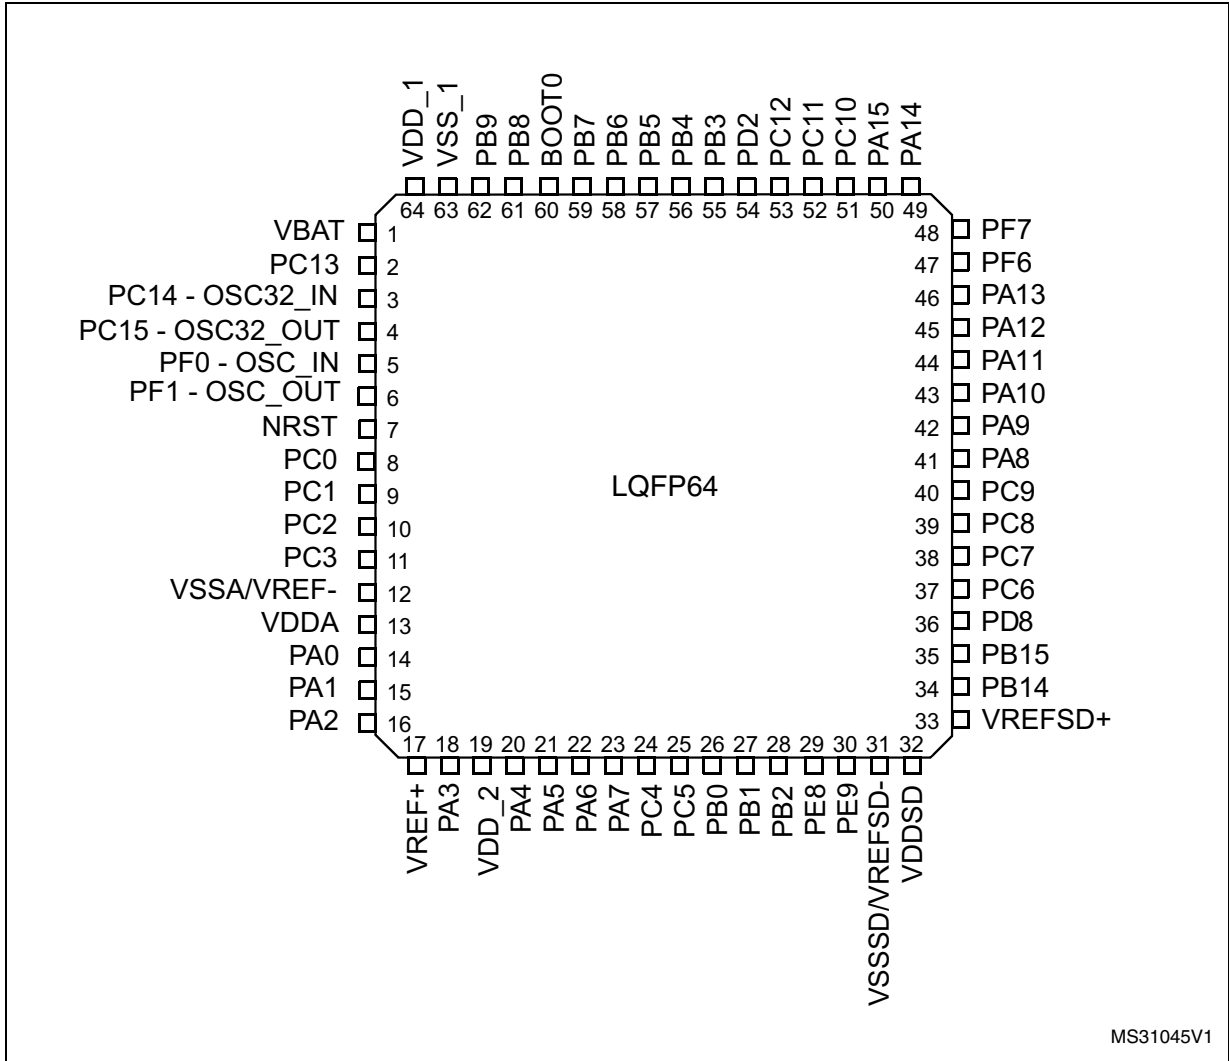 VDD_1
VSS_1
PB9
PB8
BOOT0
PB7
PB6
PB5
PB4
PB3
PD2
PC12
PC11
PC10
PA15
PA14
64 63 62 61 60 59 58 57 56 55 54 53 52 51 50 49
VBAT 1
PC13 2
PC14 - OSC32_IN 3
PC15 - OSC32_OUT 4
PF0 - OSC_IN 5
PF1 - OSC_OUT 6
NRST 7
PC0 8
PC1 9
PC2 10
PC3 11
VSSA/VREF- 12
VDDA 13
PA0 14
PA1 15
PA2 16
LQFP64
48 PF7
47 PF6
46 PA13
45 PA12
44 PA11
43 PA10
42 PA9
41 PA8
40 PC9
39 PC8
38 PC7
37 PC6
36 PD8
35 PB15
34 PB14
33 VREFSD+
17 18 19 20 21 22 23 24 25 26 27 28 29 30 31 32
VREF+
PA3
VDD_2
PA4
PA5
PA6
PA7
PC4
PC5
PB0
PB1
PB2
PE8
PE9
VSSSD/VREFSD-
VDDSD
MS31045V1